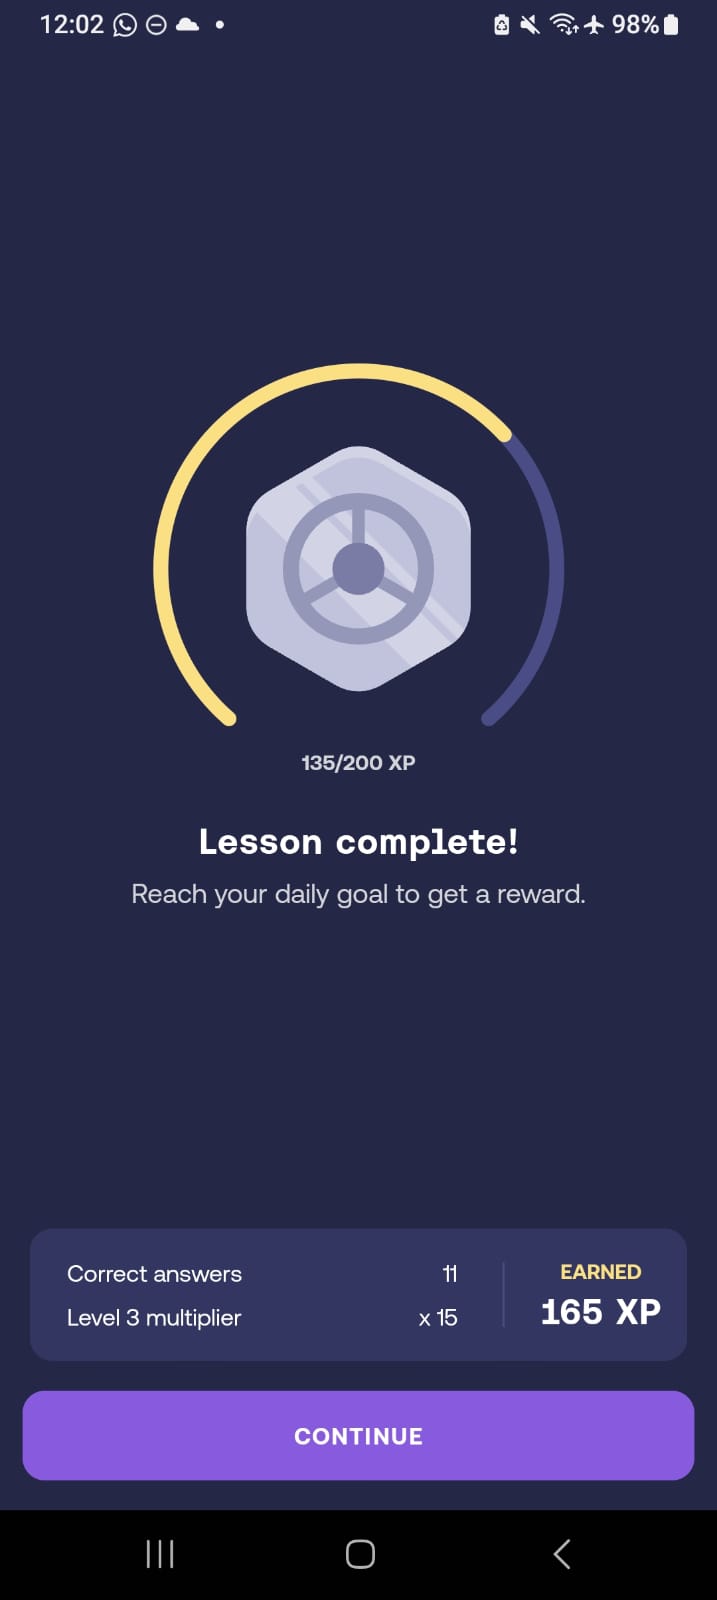 12:02
98%
135/200 XP
Lesson complete!
Reach your daily goal to get a reward.
Correct answers 11
Level 3 multiplier x 15
EARNED
165 XP
CONTINUE